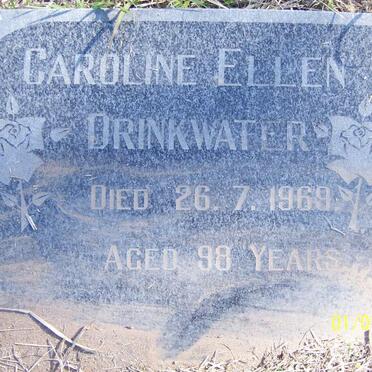 CAROLINE ELLEN
DRINKWATER
DIED 26. 7. 1969.
AGED 98 YEARS